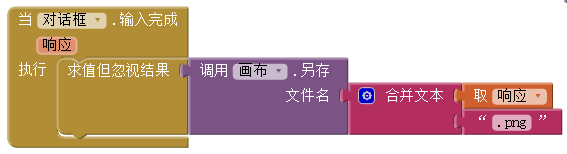 当 对话框 . 输入完成
响应
执行 求值但忽视结果 调用 画布 . 另存
文件名 合并文本 取 响应
“ .png ”